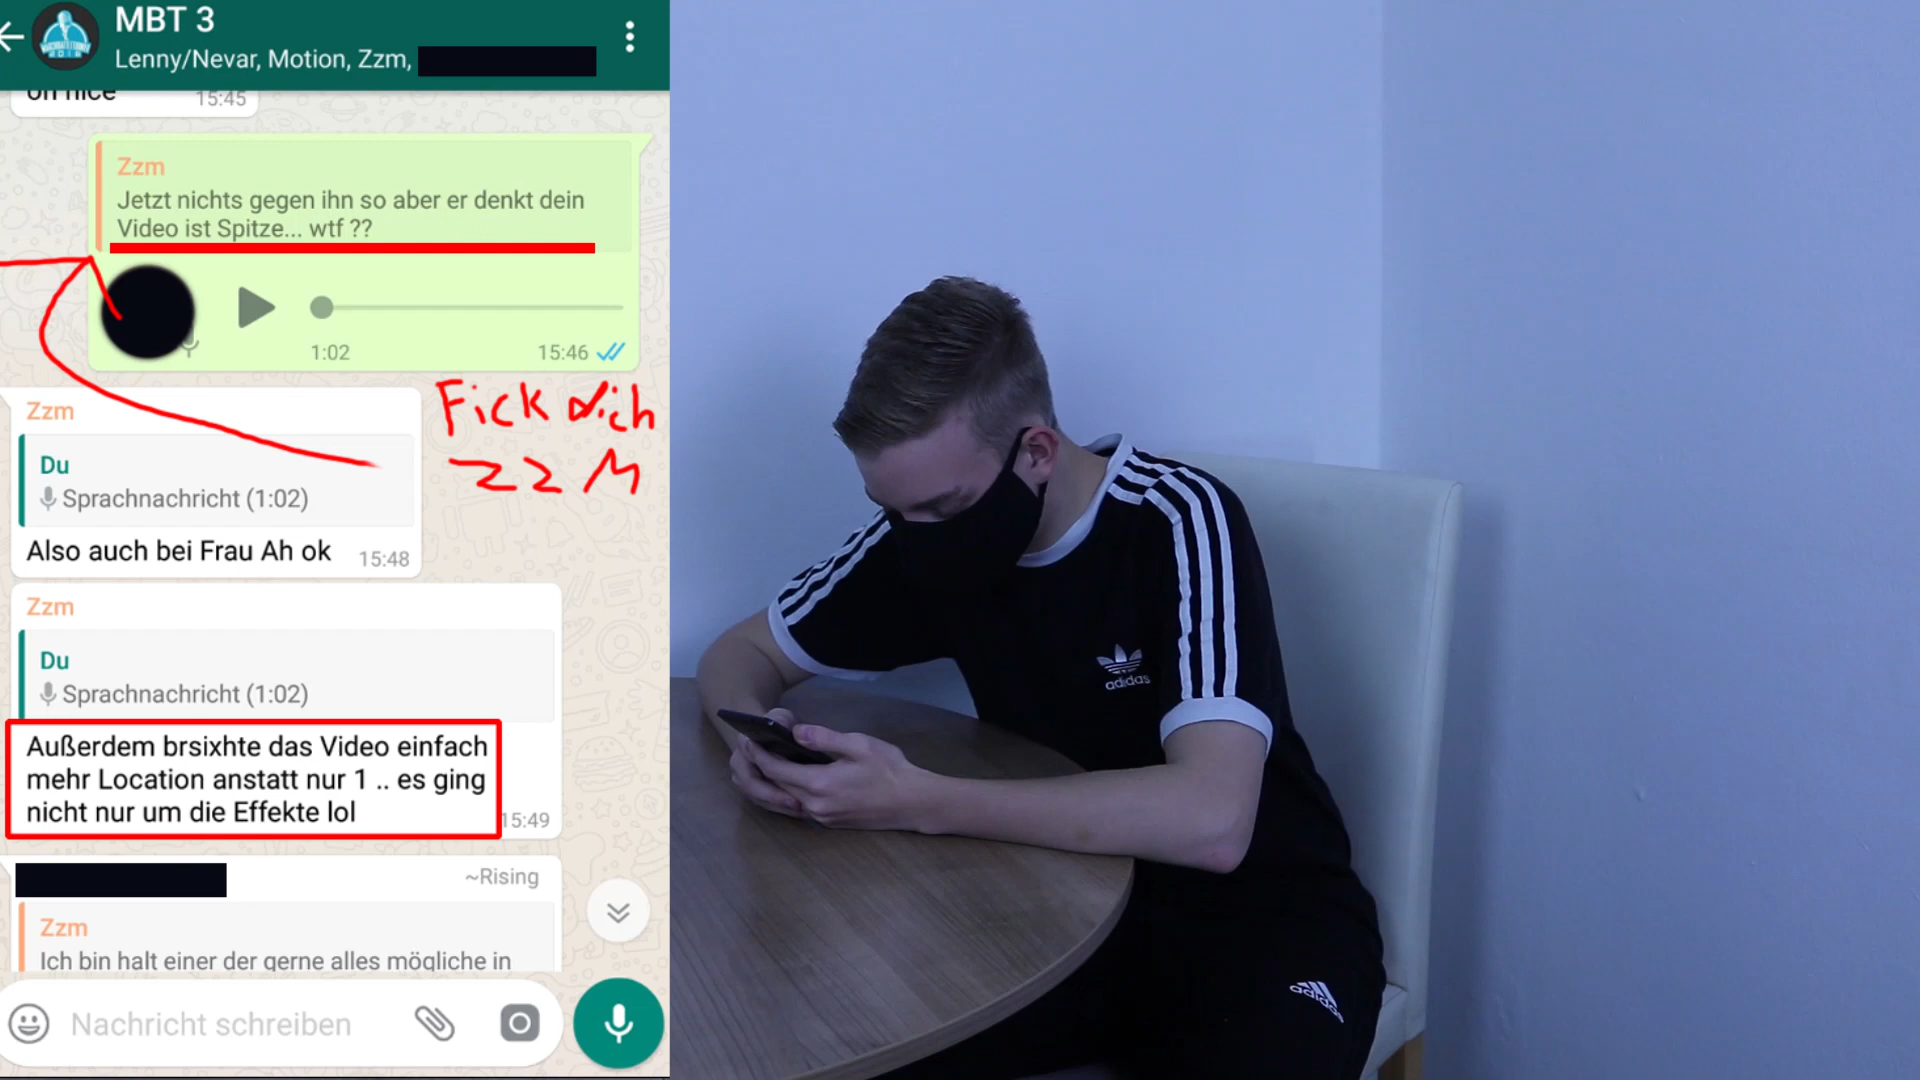 MBT 3
Lenny/Nevar, Motion, Zzm,
oh nice
15:45
Zzm
Jetzt nichts gegen ihn so aber er denkt dein
Video ist Spitze... wtf ??
1:02
15:46
Fick dich
ZZM
Zzm
Du
Sprachnachricht (1:02)
Also auch bei Frau Ah ok
15:48
Zzm
Du
Sprachnachricht (1:02)
Außerdem brsixhte das Video einfach
mehr Location anstatt nur 1 .. es ging
nicht nur um die Effekte lol
15:49
~Rising
Zzm
Ich bin halt einer der gerne alles mögliche in
Nachricht schreiben
adidas
adidas